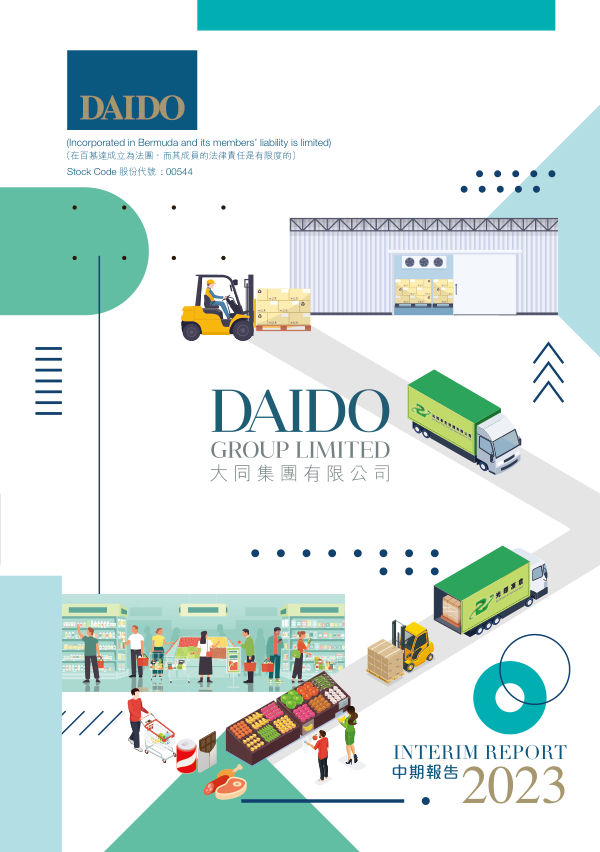 DAIDO
(Incorporated in Bermuda and its members' liability is limited)
(在百慕達成立為法團，而其成員的法律責任是有限度的)
Stock Code 股份代號：00544
DAIDO
GROUP LIMITED
大同集團有限公司
INTERIM REPORT
中期報告
2023